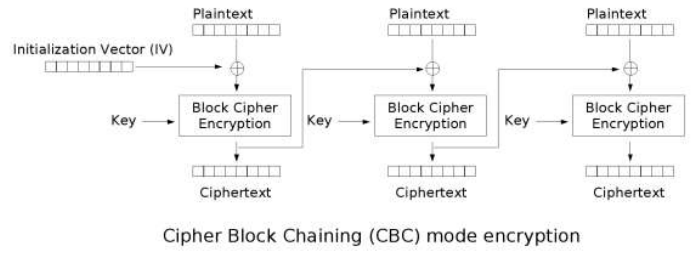 Plaintext
Plaintext
Plaintext
Initialization Vector (IV)
Key
Block Cipher
Encryption
Key
Block Cipher
Encryption
Key
Block Cipher
Encryption
Ciphertext
Ciphertext
Ciphertext
Cipher Block Chaining (CBC) mode encryption